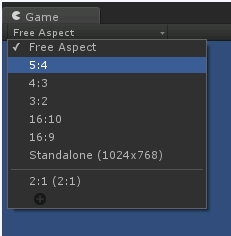 Game
Free Aspect
✓ Free Aspect
5:4
4:3
3:2
16:10
16:9
Standalone (1024x768)
2:1 (2:1)